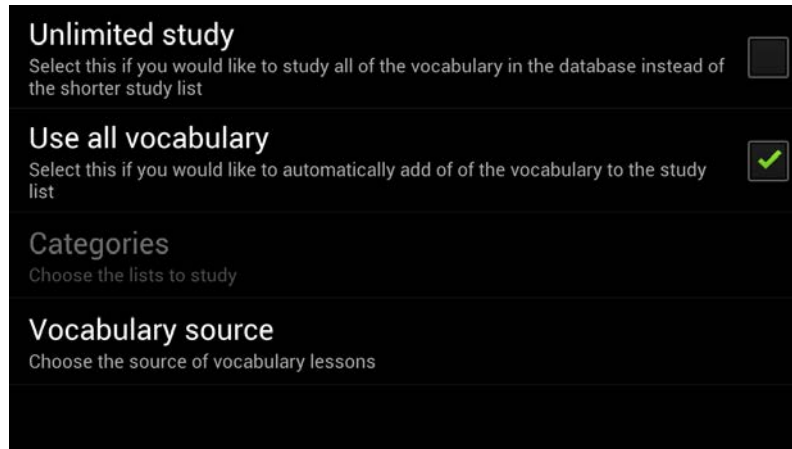 Unlimited study
Select this if you would like to study all of the vocabulary in the database instead of
the shorter study list
Use all vocabulary
Select this if you would like to automatically add of of the vocabulary to the study
list
Categories
Choose the lists to study
Vocabulary source
Choose the source of vocabulary lessons